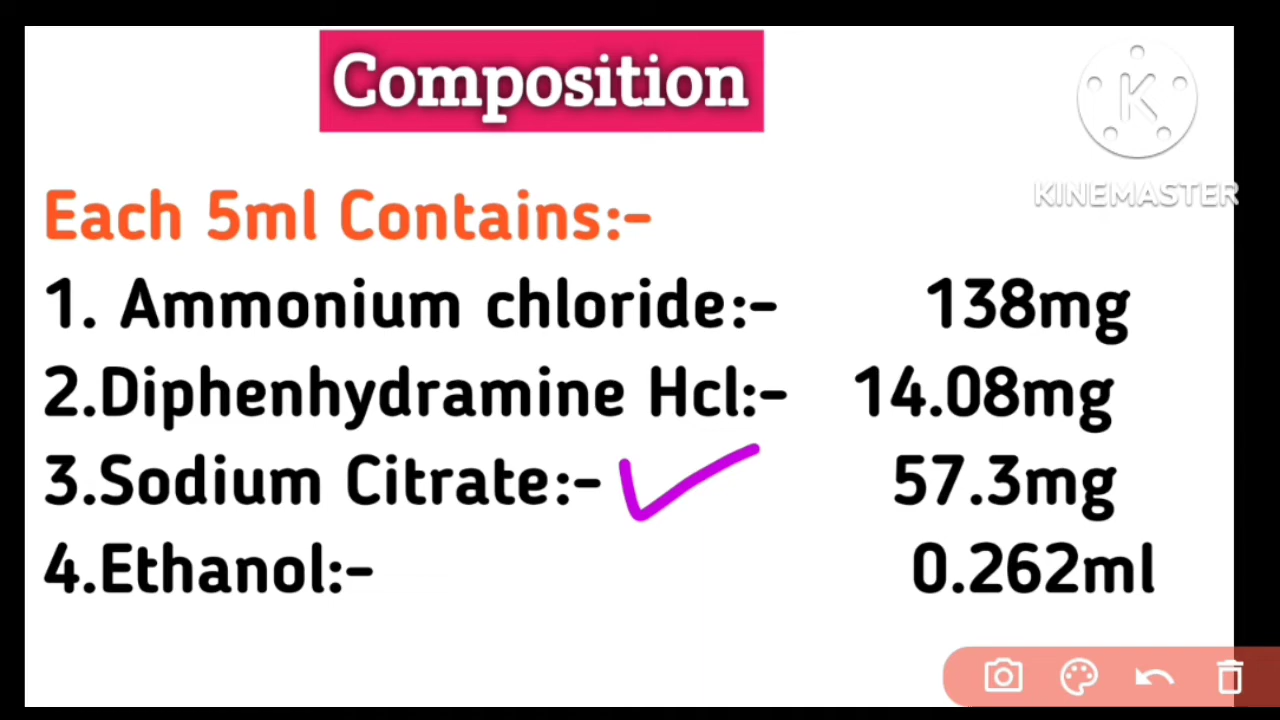 Composition
K
KINEMASTER
Each 5ml Contains:-
1. Ammonium chloride:- 138mg
2.Diphenhydramine Hcl:- 14.08mg
3.Sodium Citrate:- 57.3mg
4.Ethanol:- 0.262ml